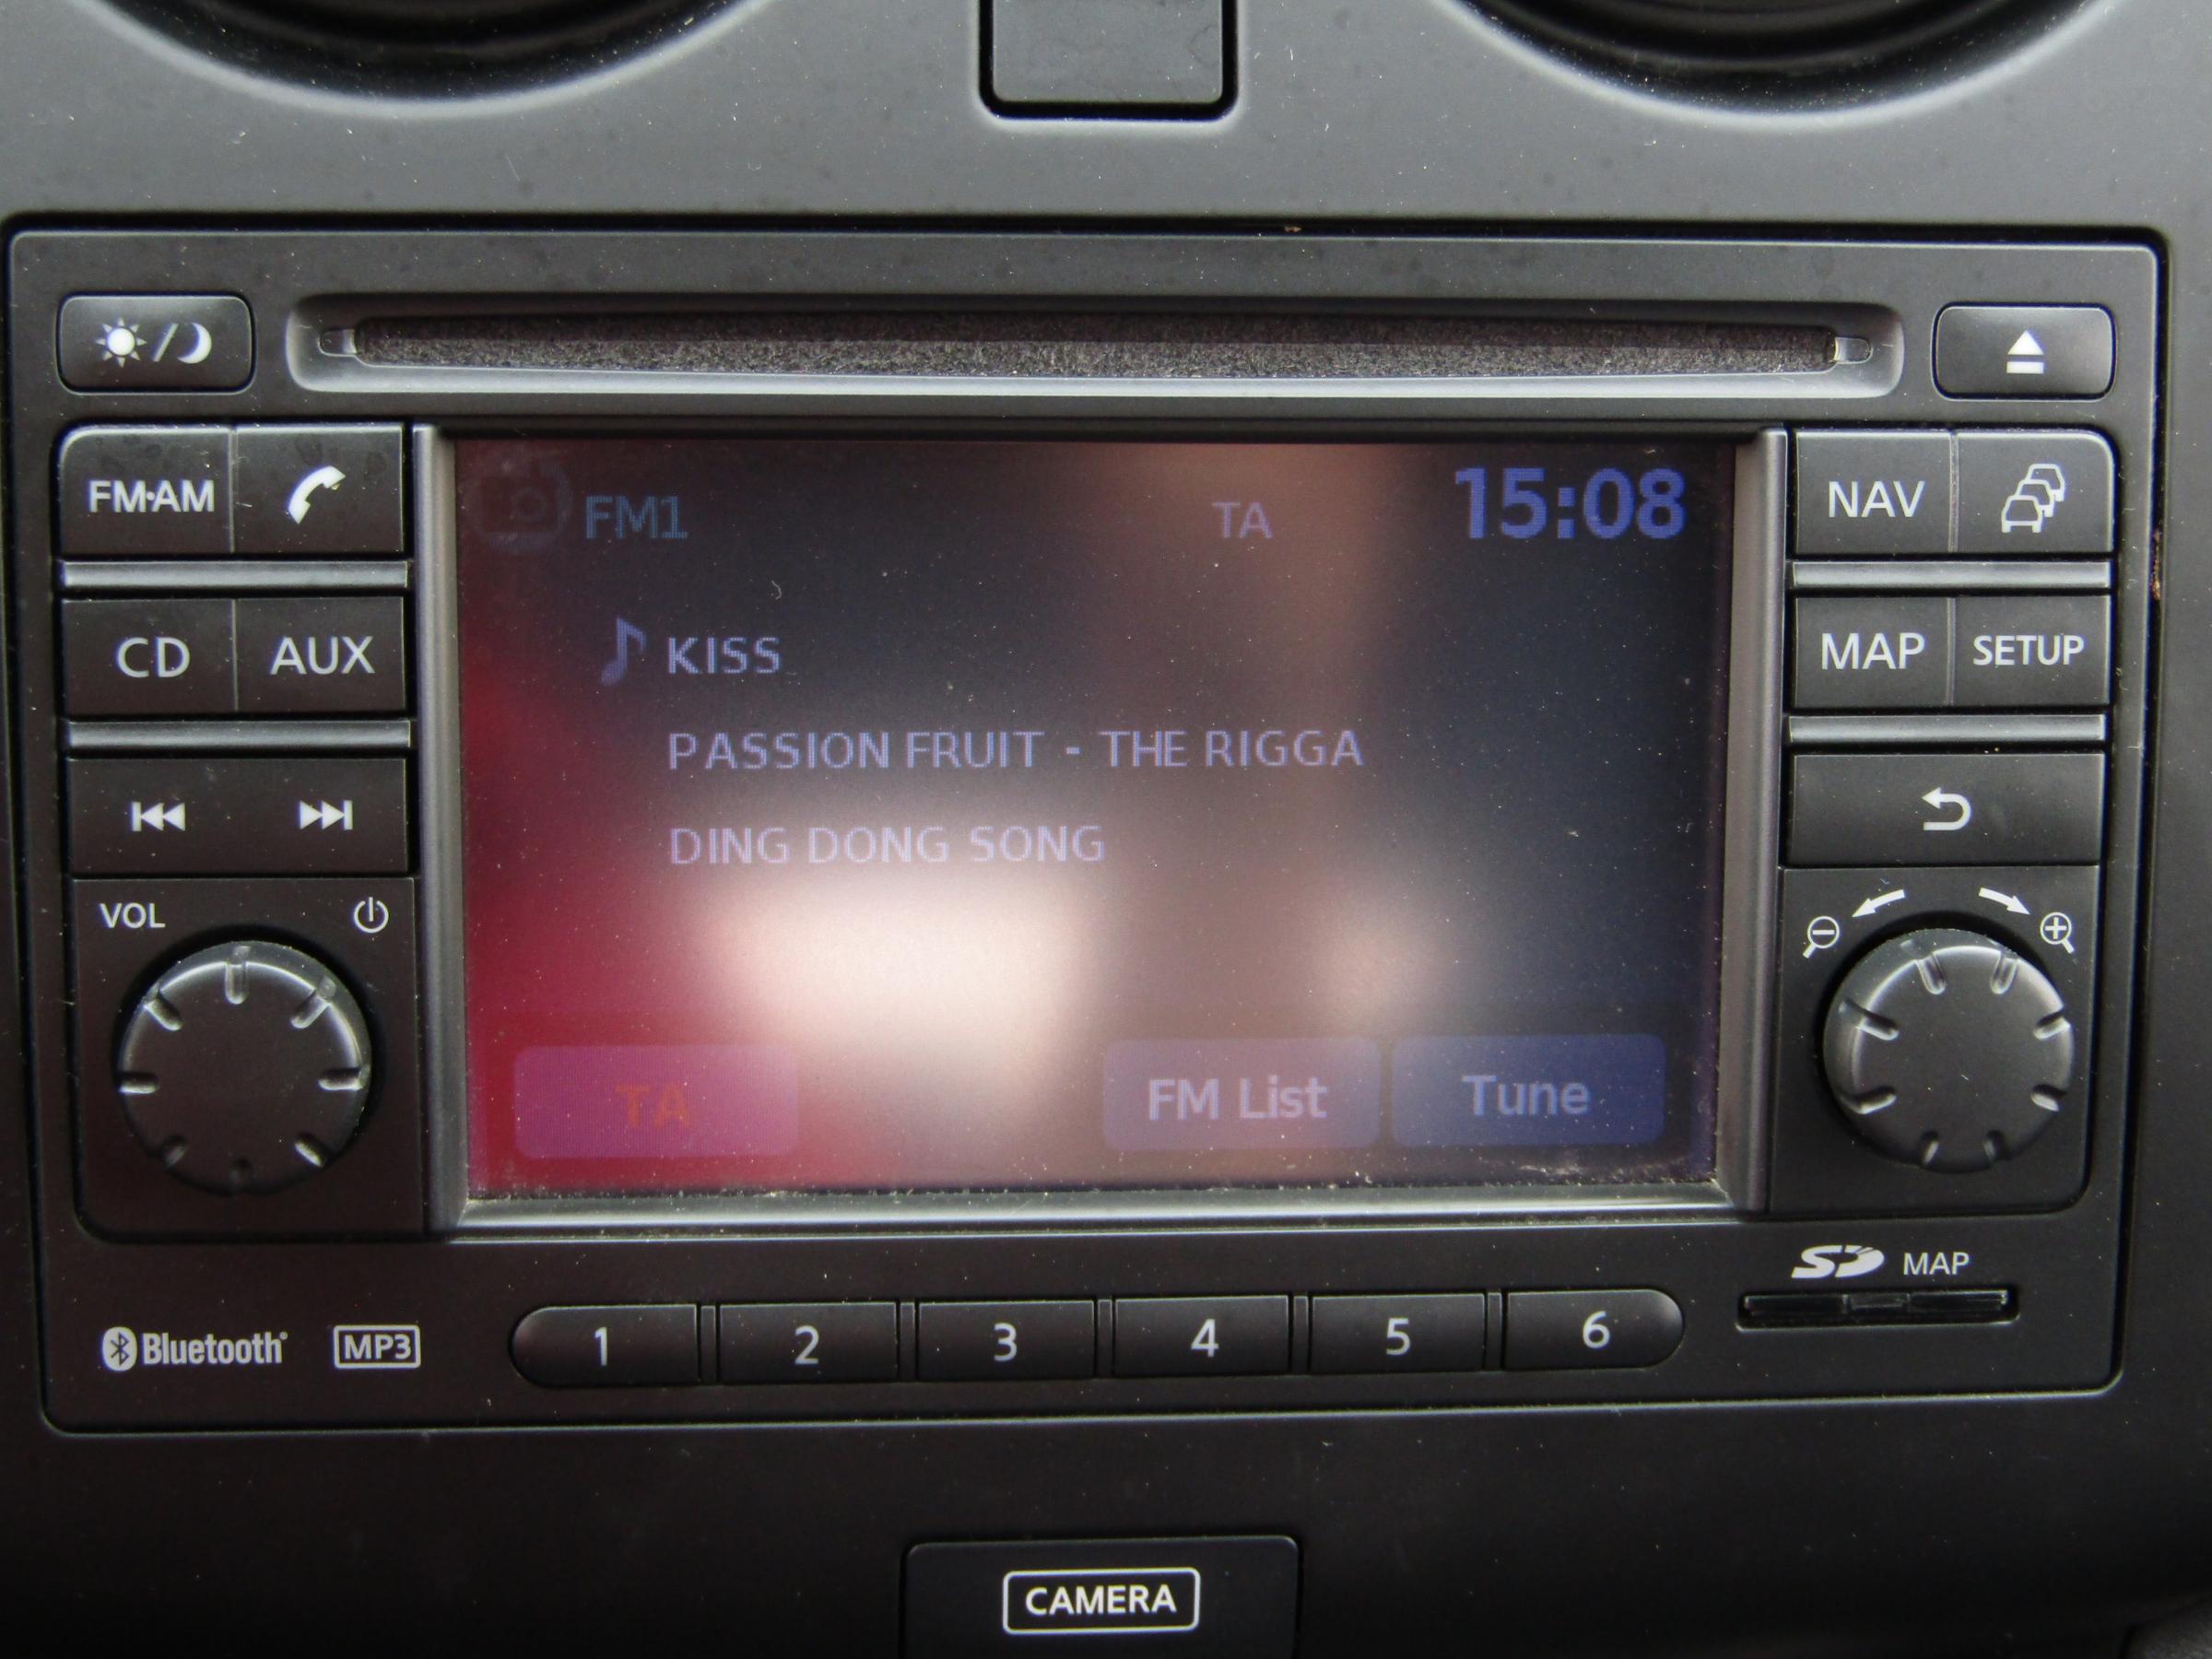 FM·AM
FM1
TA
15:08
NAV
KISS
CD
AUX
MAP
SETUP
PASSION FRUIT - THE RIGGA
DING DONG SONG
VOL
TA
FM List
Tune
SD MAP
Bluetooth®
MP3
1
2
3
4
5
6
CAMERA